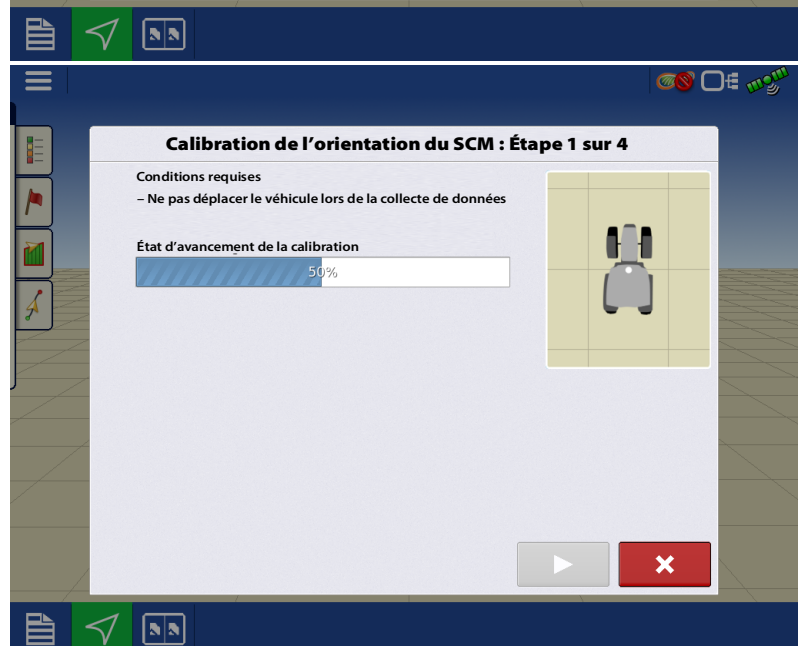 Calibration de l’orientation du SCM : Étape 1 sur 4
Conditions requises
– Ne pas déplacer le véhicule lors de la collecte de données
État d’avancement de la calibration
50%